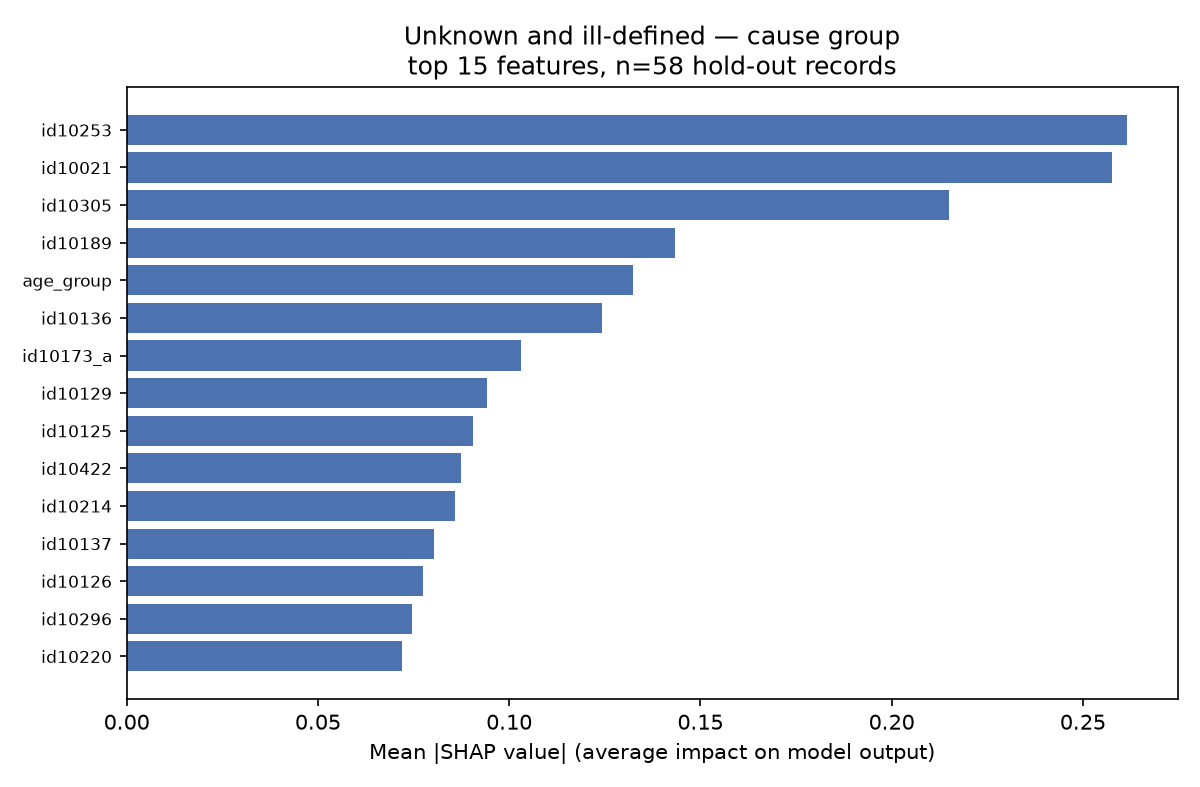 Unknown and ill-defined — cause group
top 15 features, n=58 hold-out records
id10253
id10021
id10305
id10189
age_group
id10136
id10173_a
id10129
id10125
id10422
id10214
id10137
id10126
id10296
id10220
0.00 0.05 0.10 0.15 0.20 0.25
Mean |SHAP value| (average impact on model output)